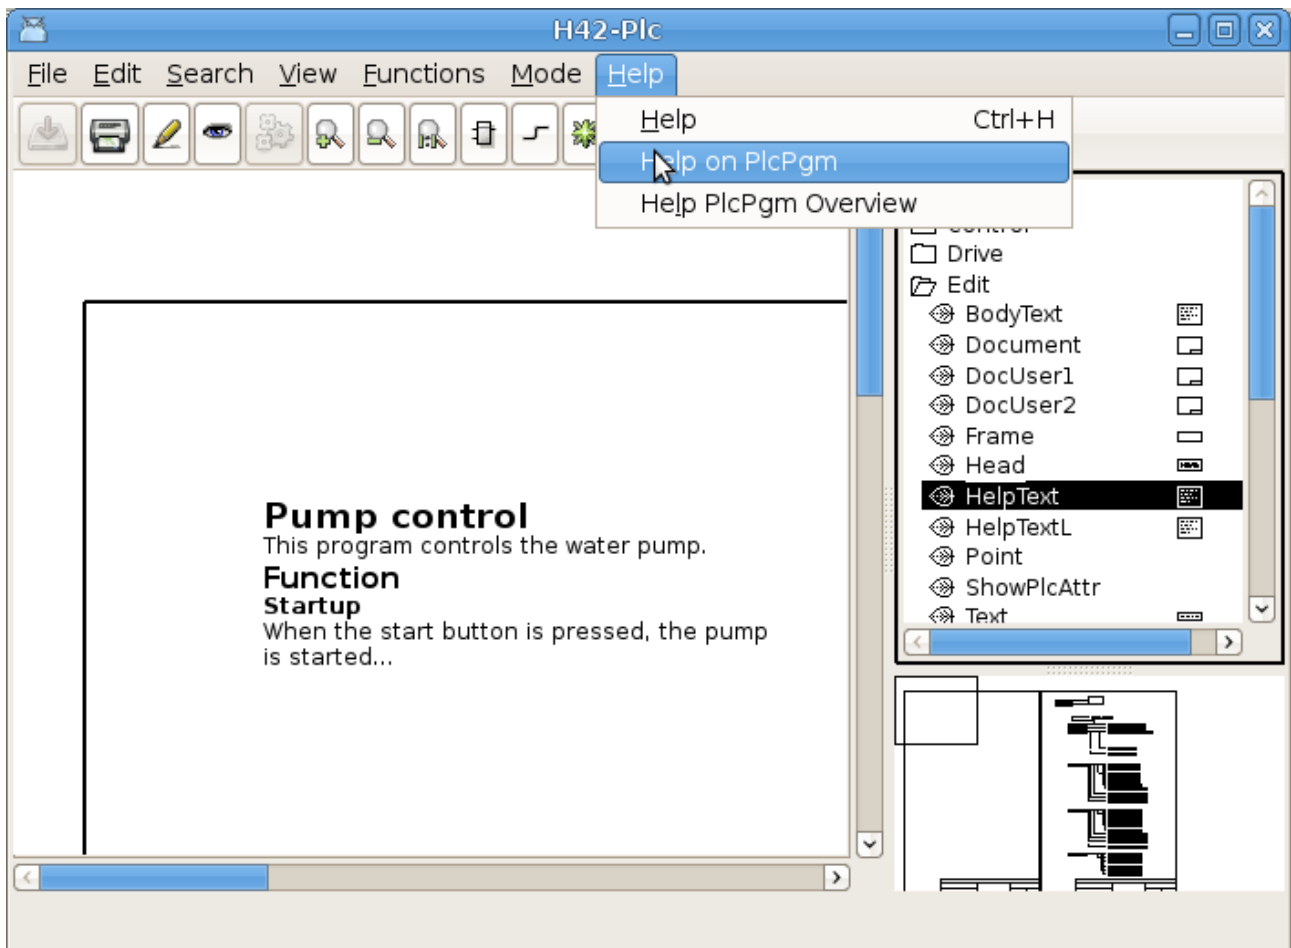 H42-Plc
File Edit Search View Functions Mode Help
Help Ctrl+H
Help on PlcPgm
Help PlcPgm Overview
Control
Drive
Edit
BodyText
Document
DocUser1
DocUser2
Frame
Head
HelpText
HelpTextL
Point
ShowPlcAttr
Text
Pump control
This program controls the water pump.
Function
Startup
When the start button is pressed, the pump
is started...